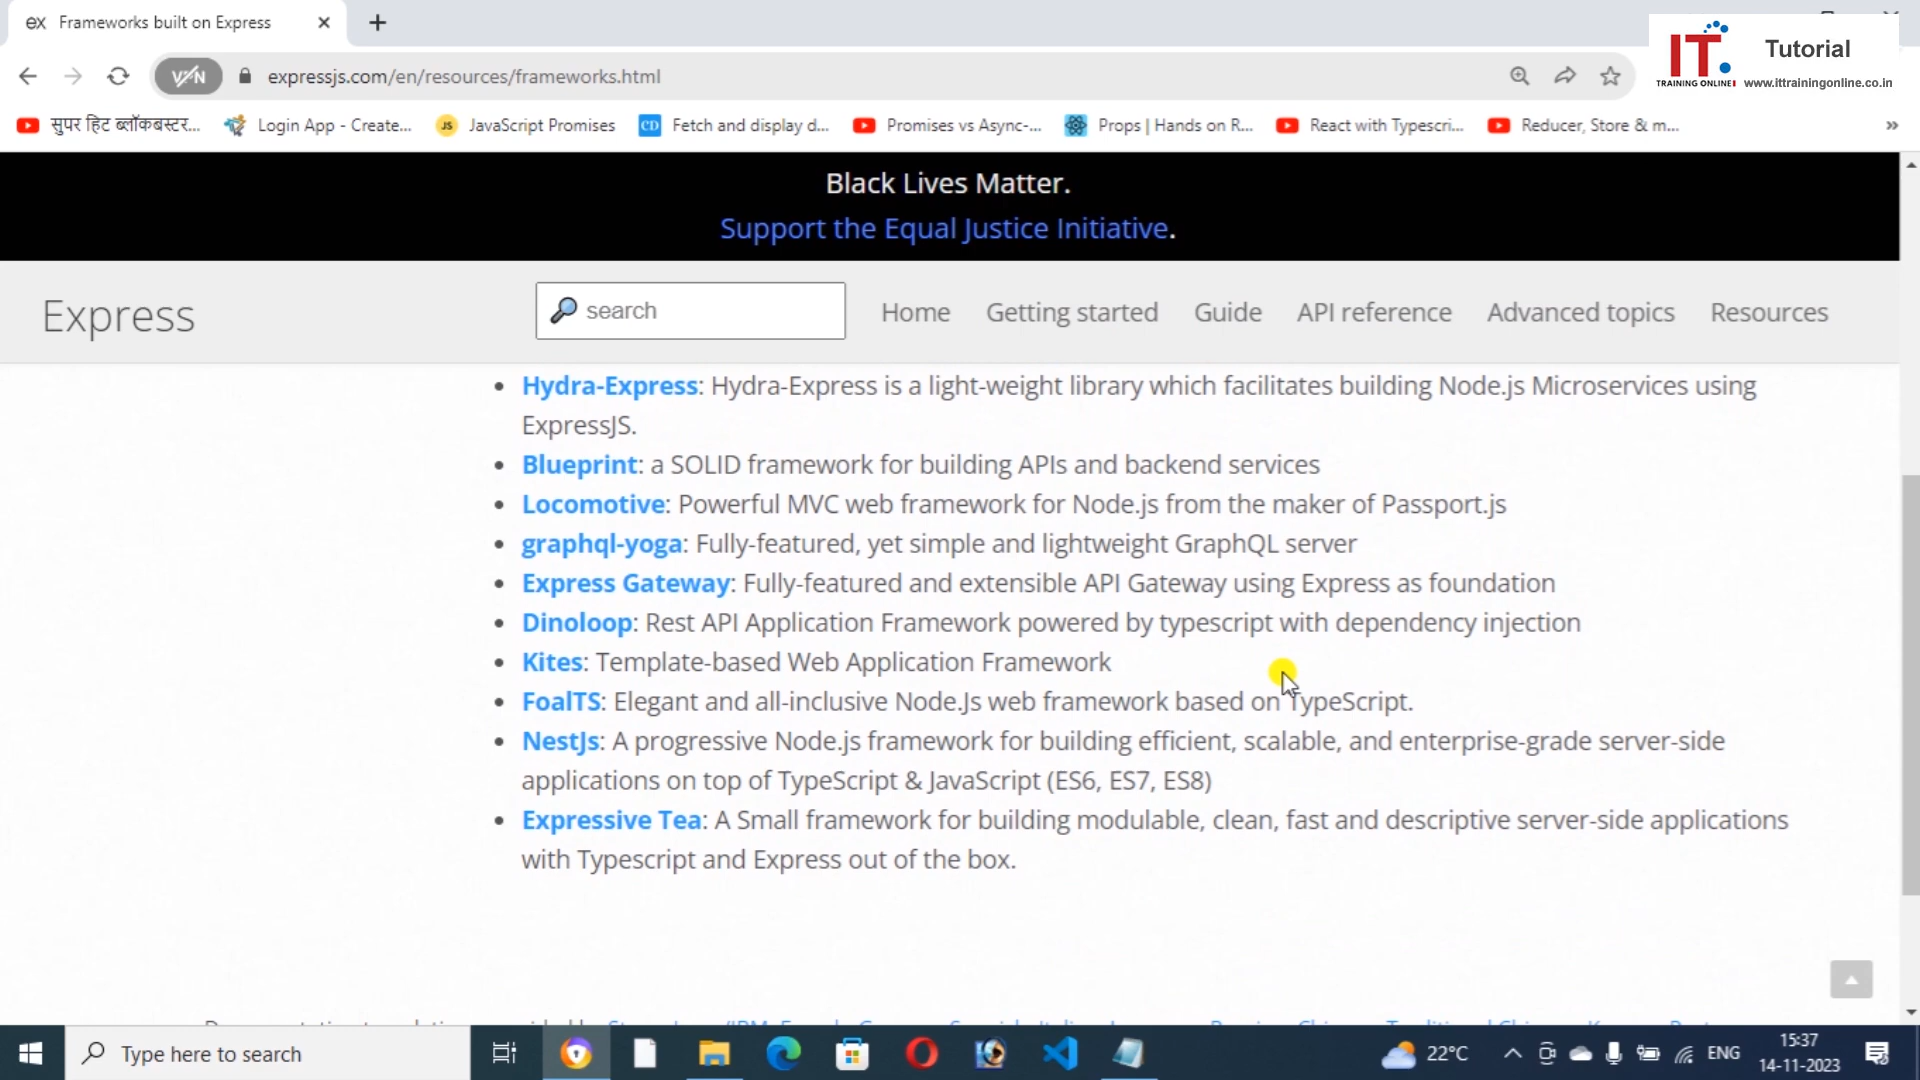 Frameworks built on Express
IT. Tutorial
TRAINING ONLINE www.ittrainingonline.co.in
VPN expressjs.com/en/resources/frameworks.html
सुपर हिट ब्लॉकबस्टर... Login App - Create... JavaScript Promises Fetch and display d... Promises vs Async-... Props | Hands on R... React with Typescri... Reducer, Store & m... »
Black Lives Matter.
Support the Equal Justice Initiative.
Express search Home Getting started Guide API reference Advanced topics Resources
• Hydra-Express: Hydra-Express is a light-weight library which facilitates building Node.js Microservices using
ExpressJS.
• Blueprint: a SOLID framework for building APIs and backend services
• Locomotive: Powerful MVC web framework for Node.js from the maker of Passport.js
• graphql-yoga: Fully-featured, yet simple and lightweight GraphQL server
• Express Gateway: Fully-featured and extensible API Gateway using Express as foundation
• Dinoloop: Rest API Application Framework powered by typescript with dependency injection
• Kites: Template-based Web Application Framework
• FoalTS: Elegant and all-inclusive Node.Js web framework based on TypeScript.
• NestJs: A progressive Node.js framework for building efficient, scalable, and enterprise-grade server-side
applications on top of TypeScript & JavaScript (ES6, ES7, ES8)
• Expressive Tea: A Small framework for building modulable, clean, fast and descriptive server-side applications
with Typescript and Express out of the box.
Type here to search 22°C ENG 15:37
14-11-2023